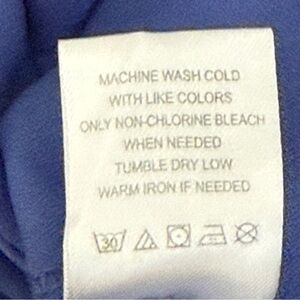 MACHINE WASH COLD
WITH LIKE COLORS
ONLY NON-CHLORINE BLEACH
WHEN NEEDED
TUMBLE DRY LOW
WARM IRON IF NEEDED
30